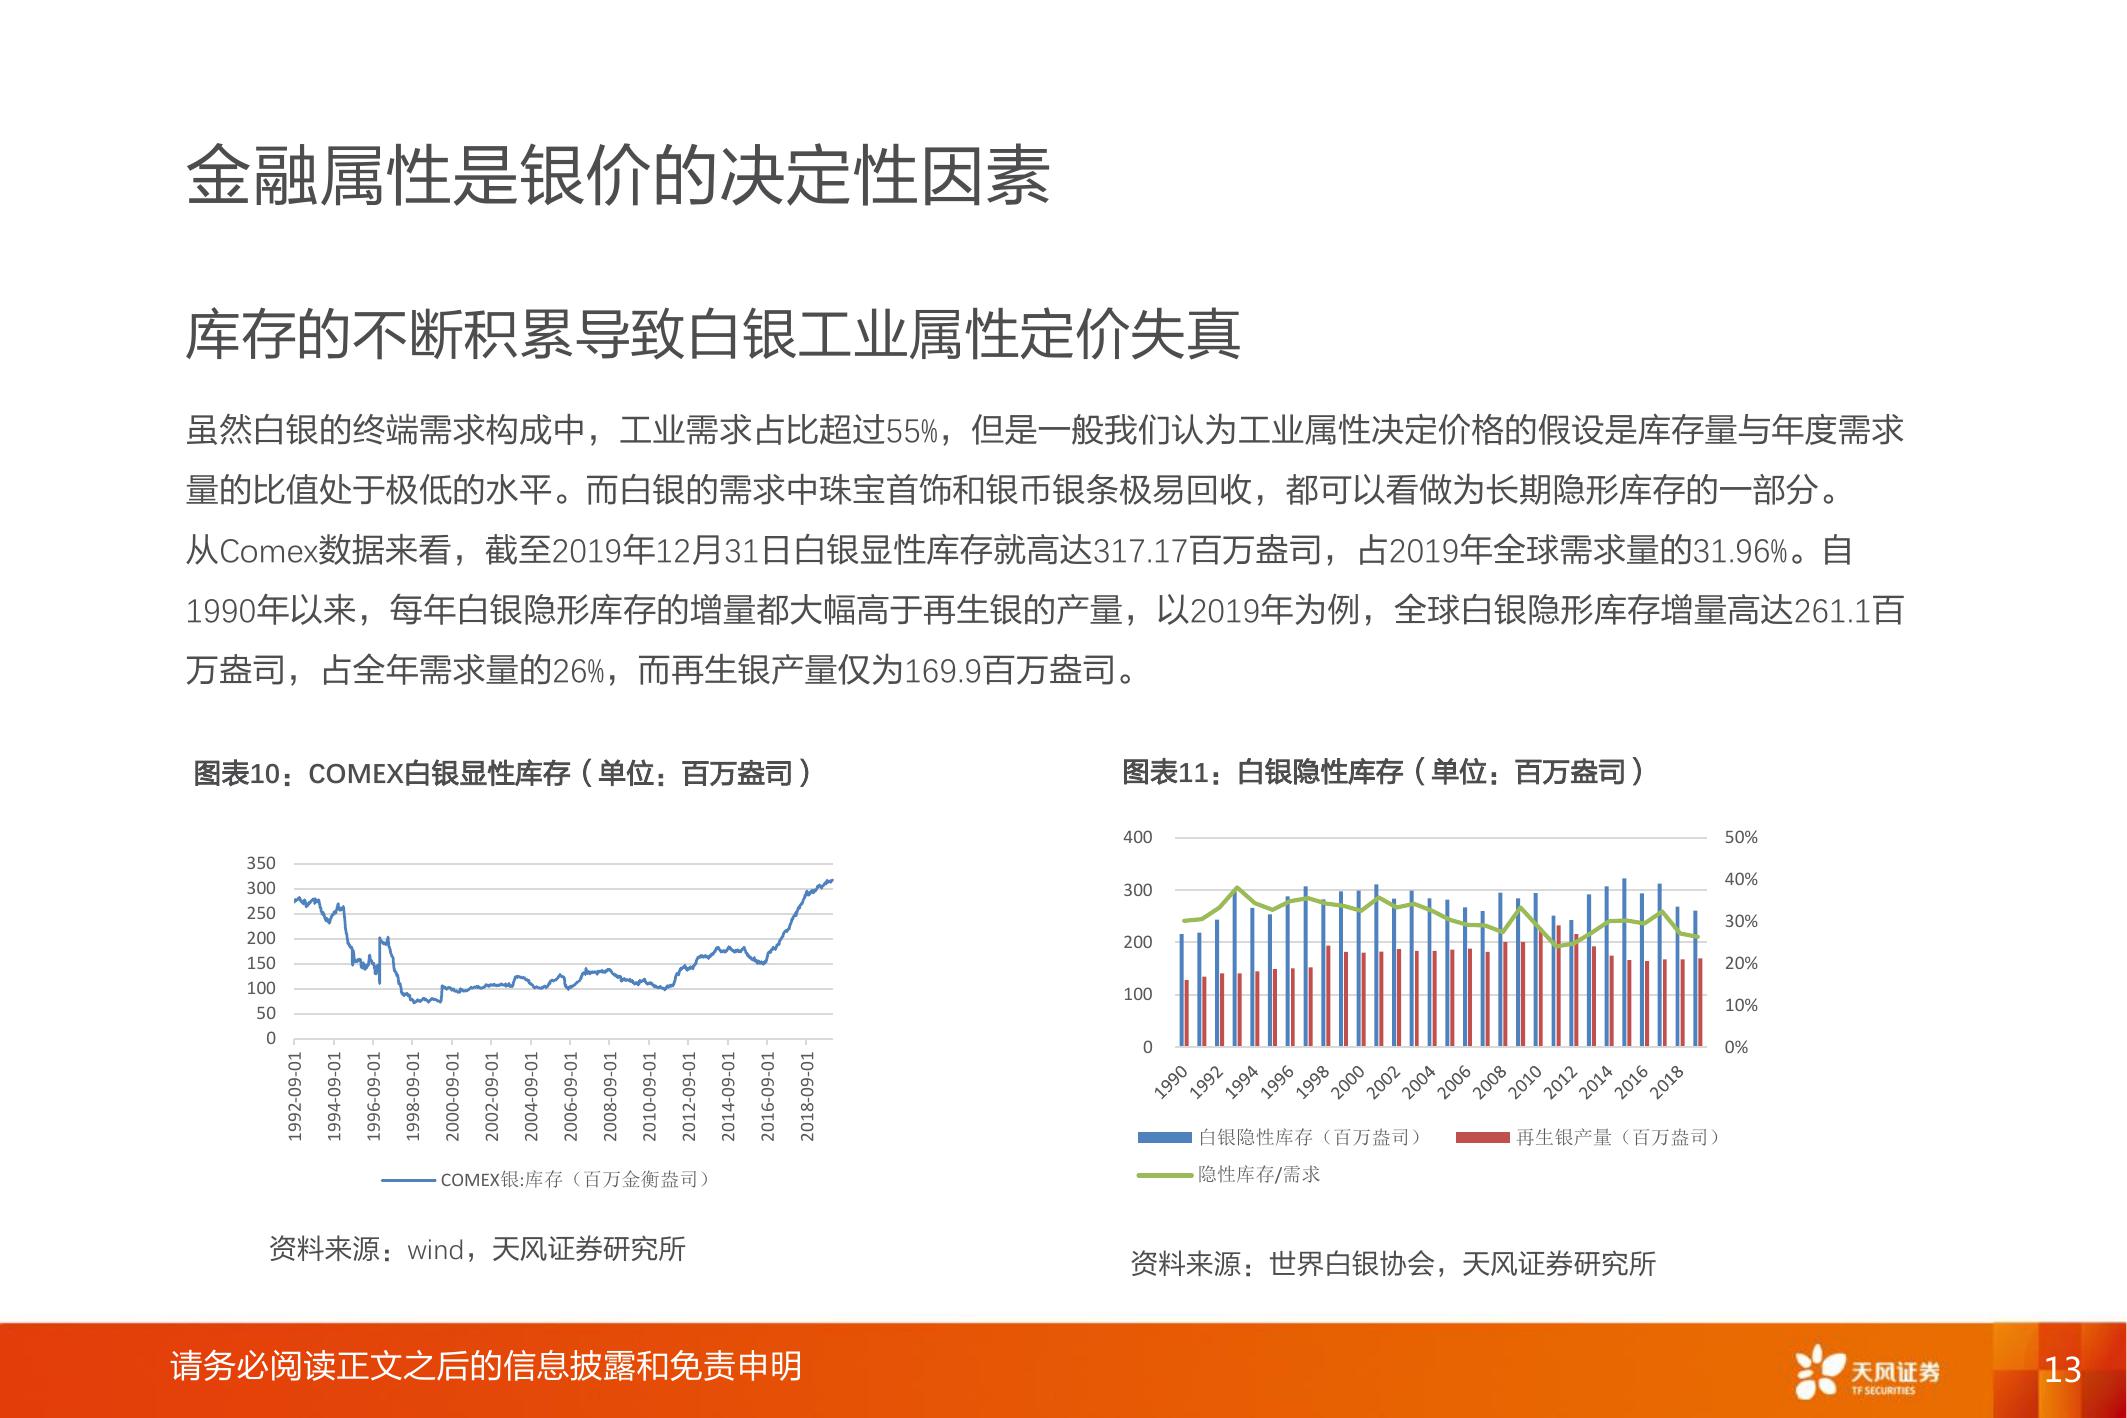 金融属性是银价的决定性因素
库存的不断积累导致白银工业属性定价失真
虽然白银的终端需求构成中，工业需求占比超过55%，但是一般我们认为工业属性决定价格的假设是库存量与年度需求
量的比值处于极低的水平。而白银的需求中珠宝首饰和银币银条极易回收，都可以看做为长期隐形库存的一部分。
从Comex数据来看，截至2019年12月31日白银显性库存就高达317.17百万盎司，占2019年全球需求量的31.96%。自
1990年以来，每年白银隐形库存的增量都大幅高于再生银的产量，以2019年为例，全球白银隐形库存增量高达261.1百
万盎司，占全年需求量的26%，而再生银产量仅为169.9百万盎司。
图表10：COMEX白银显性库存（单位：百万盎司）
350
300
250
200
150
100
50
0
1992-09-01
1994-09-01
1996-09-01
1998-09-01
2000-09-01
2002-09-01
2004-09-01
2006-09-01
2008-09-01
2010-09-01
2012-09-01
2014-09-01
2016-09-01
2018-09-01
COMEX银:库存（百万金衡盎司）
资料来源：wind，天风证券研究所
图表11：白银隐性库存（单位：百万盎司）
400
300
200
100
0
50%
40%
30%
20%
10%
0%
1990
1992
1994
1996
1998
2000
2002
2004
2006
2008
2010
2012
2014
2016
2018
白银隐性库存（百万盎司）
再生银产量（百万盎司）
隐性库存/需求
资料来源：世界白银协会，天风证券研究所
请务必阅读正文之后的信息披露和免责申明
天风证券
TF SECURITIES
13